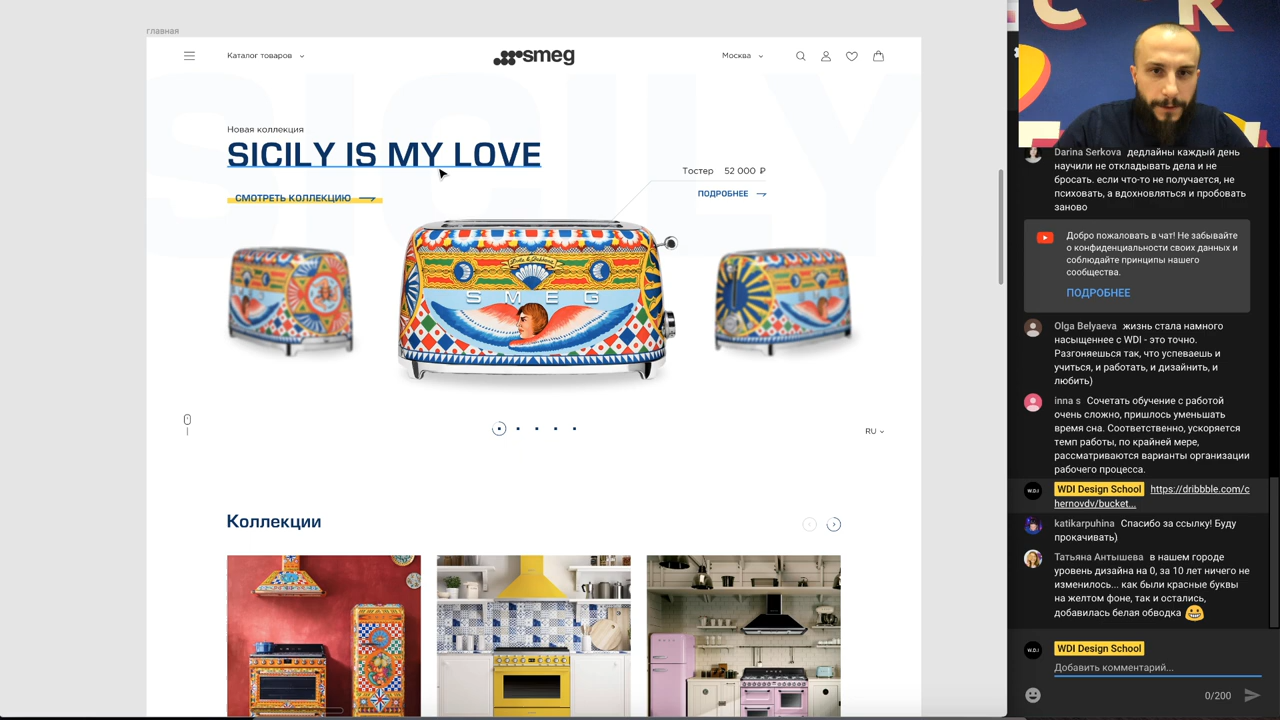 главная
Каталог товаров
smeg
Москва
SICILY
Новая коллекция
SICILY IS MY LOVE
СМОТРЕТЬ КОЛЛЕКЦИЮ
Тостер 52 000 ₽
ПОДРОБНЕЕ
SMEG
RU
Коллекции
Darina Serkova дедлайны каждый день
научили не откладывать дела и не
бросать. если что-то не получается, не
психовать, а вдохновляться и пробовать
заново
Добро пожаловать в чат! Не забывайте
о конфиденциальности своих данных и
соблюдайте принципы нашего
сообщества.
ПОДРОБНЕЕ
Olga Belyaeva жизнь стала намного
насыщеннее с WDI - это точно.
Разгоняешься так, что успеваешь и
учиться, и работать, и дизайнить, и
любить)
inna s Сочетать обучение с работой
очень сложно, пришлось уменьшать
время сна. Соответственно, ускоряется
темп работы, по крайней мере,
рассматриваются варианты организации
рабочего процесса.
WDI Design School https://dribbble.com/c
hernovdv/bucket...
katikarpuhina Спасибо за ссылку! Буду
прокачивать)
Татьяна Антышева в нашем городе
уровень дизайна на 0, за 10 лет ничего не
изменилось... как были красные буквы
на желтом фоне, так и остались,
добавилась белая обводка
WDI Design School
Добавить комментарий...
0/200